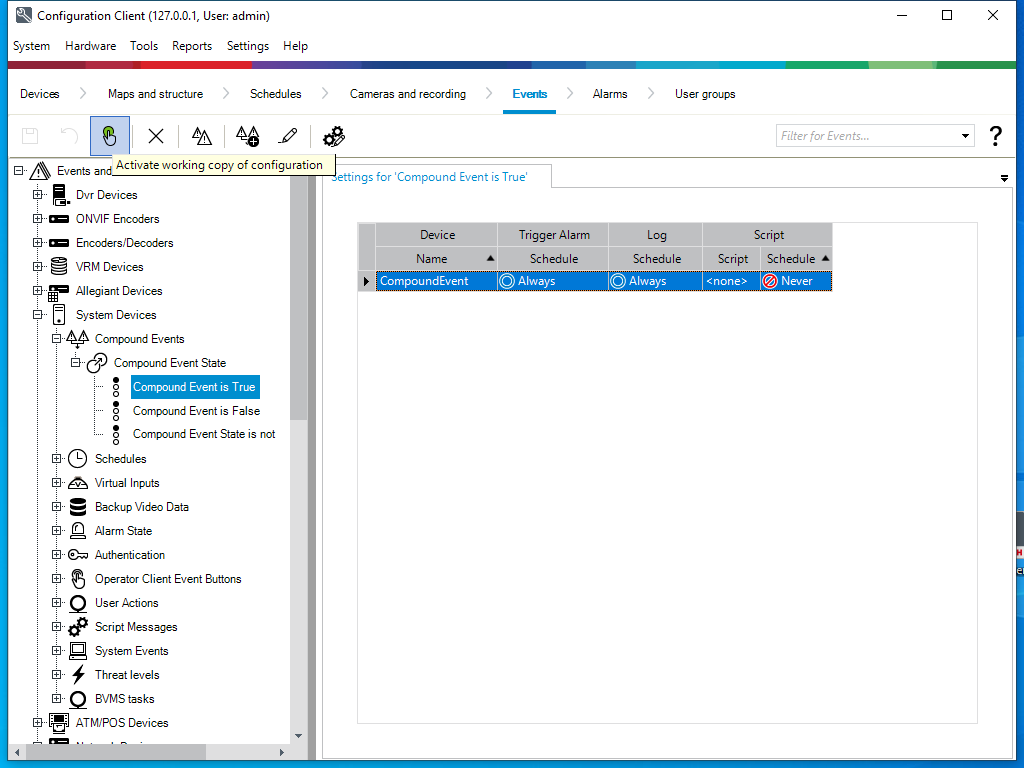 Configuration Client (127.0.0.1, User: admin)
System Hardware Tools Reports Settings Help
Devices Maps and structure Schedules Cameras and recording Events Alarms User groups
Filter for Events...
?
Activate working copy of configuration
Events and
Dvr Devices
ONVIF Encoders
Encoders/Decoders
VRM Devices
Allegiant Devices
System Devices
Compound Events
Compound Event State
Compound Event is True
Compound Event is False
Compound Event State is not
Schedules
Virtual Inputs
Backup Video Data
Alarm State
Authentication
Operator Client Event Buttons
User Actions
Script Messages
System Events
Threat levels
BVMS tasks
ATM/POS Devices
Settings for 'Compound Event is True'
Device Trigger Alarm Log Script
Name Schedule Schedule Script Schedule
CompoundEvent Always Always <none> Never